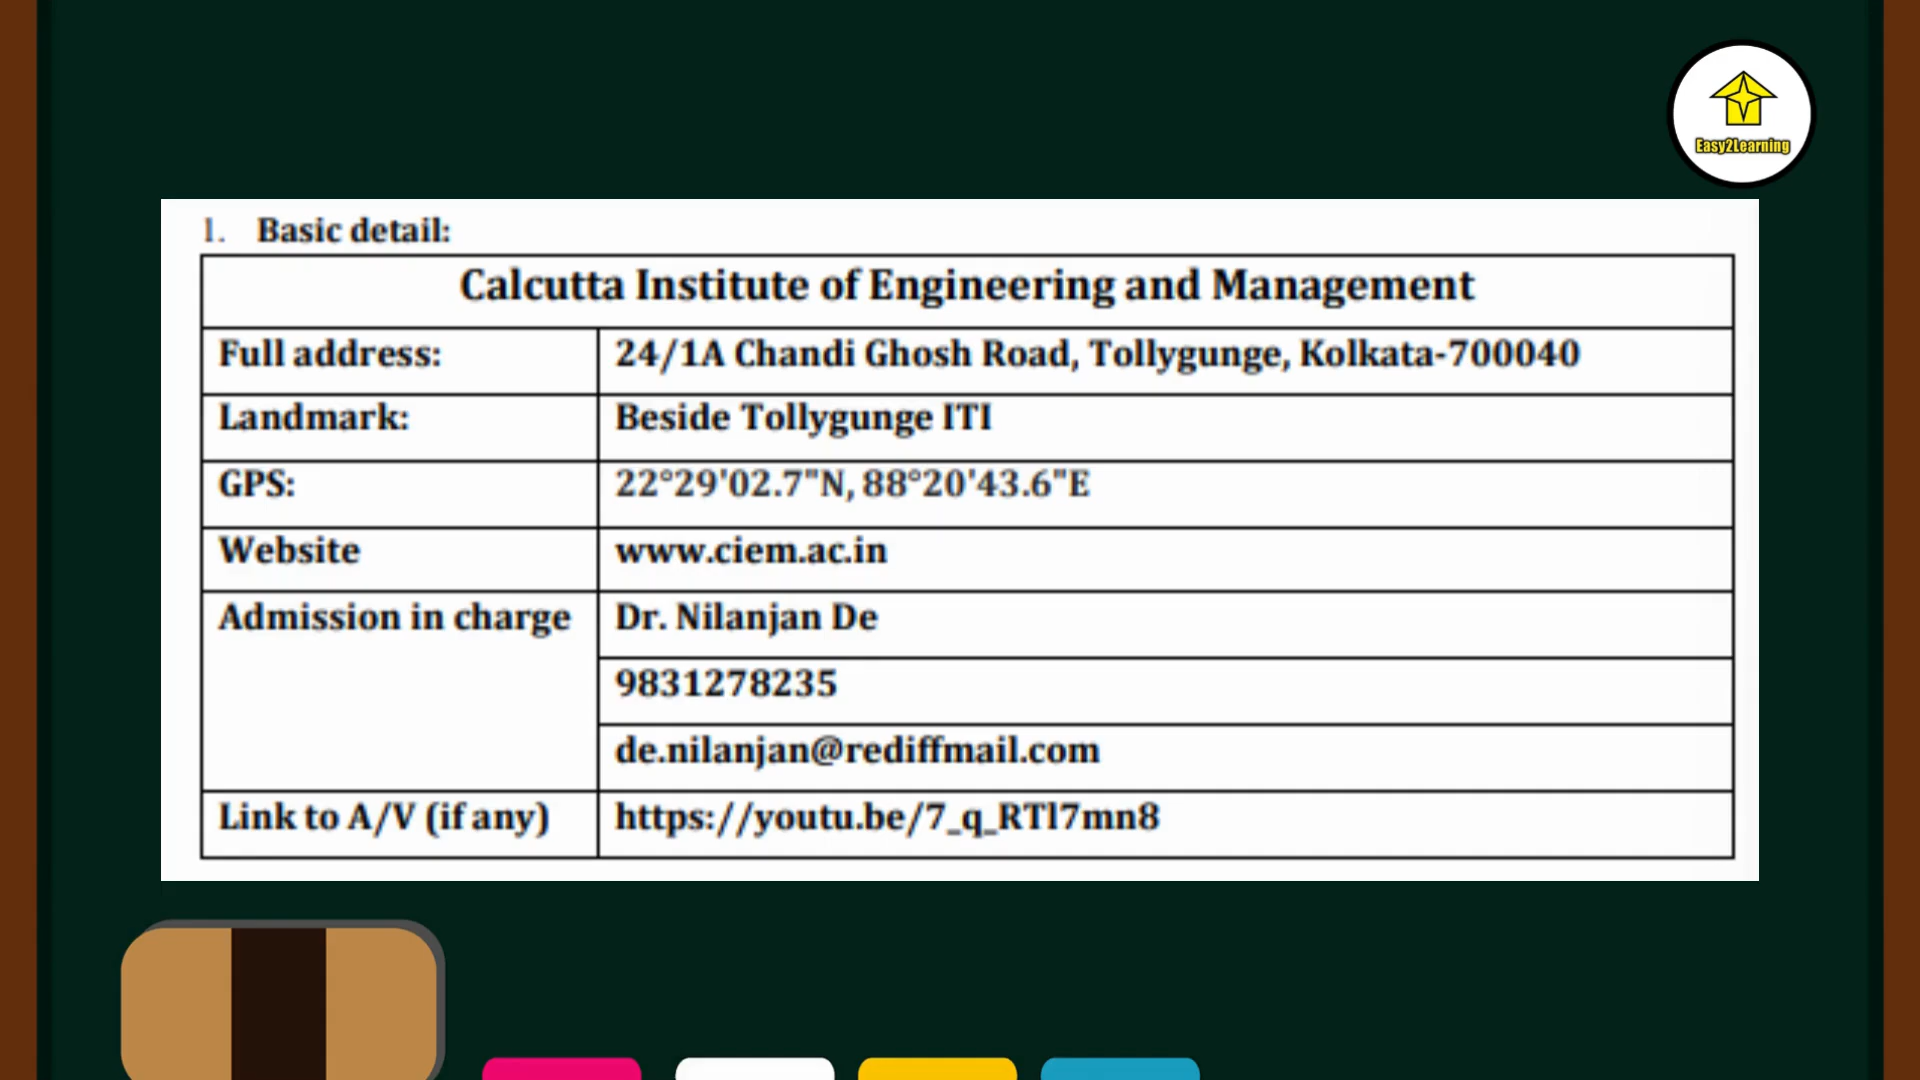 Easy2Learning
1. Basic detail:
Calcutta Institute of Engineering and Management
Full address: 24/1A Chandi Ghosh Road, Tollygunge, Kolkata-700040
Landmark: Beside Tollygunge ITI
GPS: 22°29'02.7"N, 88°20'43.6"E
Website www.ciem.ac.in
Admission in charge Dr. Nilanjan De
9831278235
de.nilanjan@rediffmail.com
Link to A/V (if any) https://youtu.be/7_q_RTl7mn8